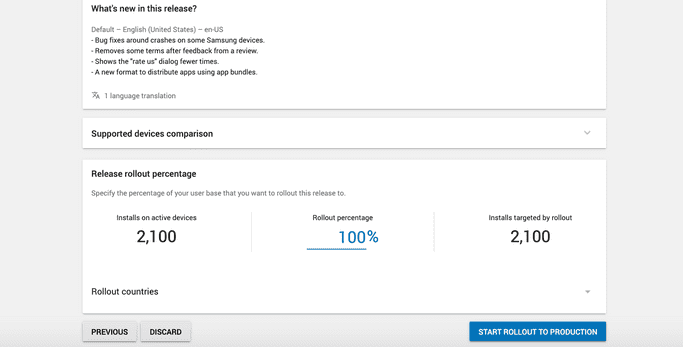 What's new in this release?
Default – English (United States) – en-US
- Bug fixes around crashes on some Samsung devices.
- Removes some terms after feedback from a review.
- Shows the "rate us" dialog fewer times.
- A new format to distribute apps using app bundles.
1 language translation
Supported devices comparison
Release rollout percentage
Specify the percentage of your user base that you want to rollout this release to.
Installs on active devices
2,100
Rollout percentage
100%
Installs targeted by rollout
2,100
Rollout countries
PREVIOUS
DISCARD
START ROLLOUT TO PRODUCTION